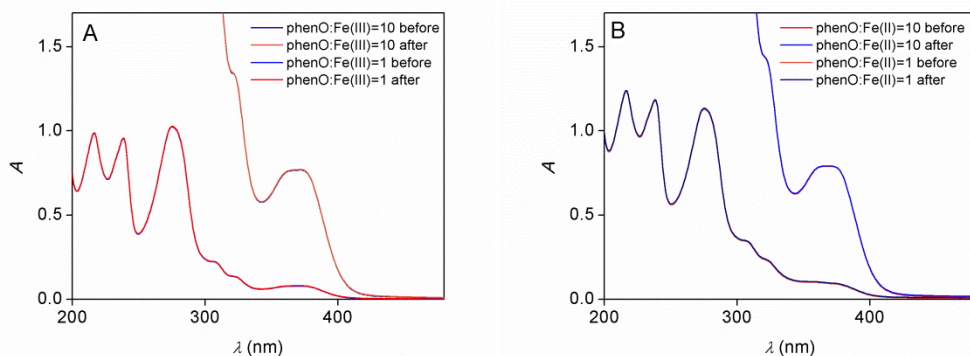 A
phenO:Fe(III)=10 before
phenO:Fe(III)=10 after
phenO:Fe(III)=1 before
phenO:Fe(III)=1 after
1.5
1.0
0.5
0.0
A
200
300
400
λ (nm)
B
phenO:Fe(II)=10 before
phenO:Fe(II)=10 after
phenO:Fe(II)=1 before
phenO:Fe(II)=1 after
1.5
1.0
0.5
0.0
A
200
300
400
λ (nm)